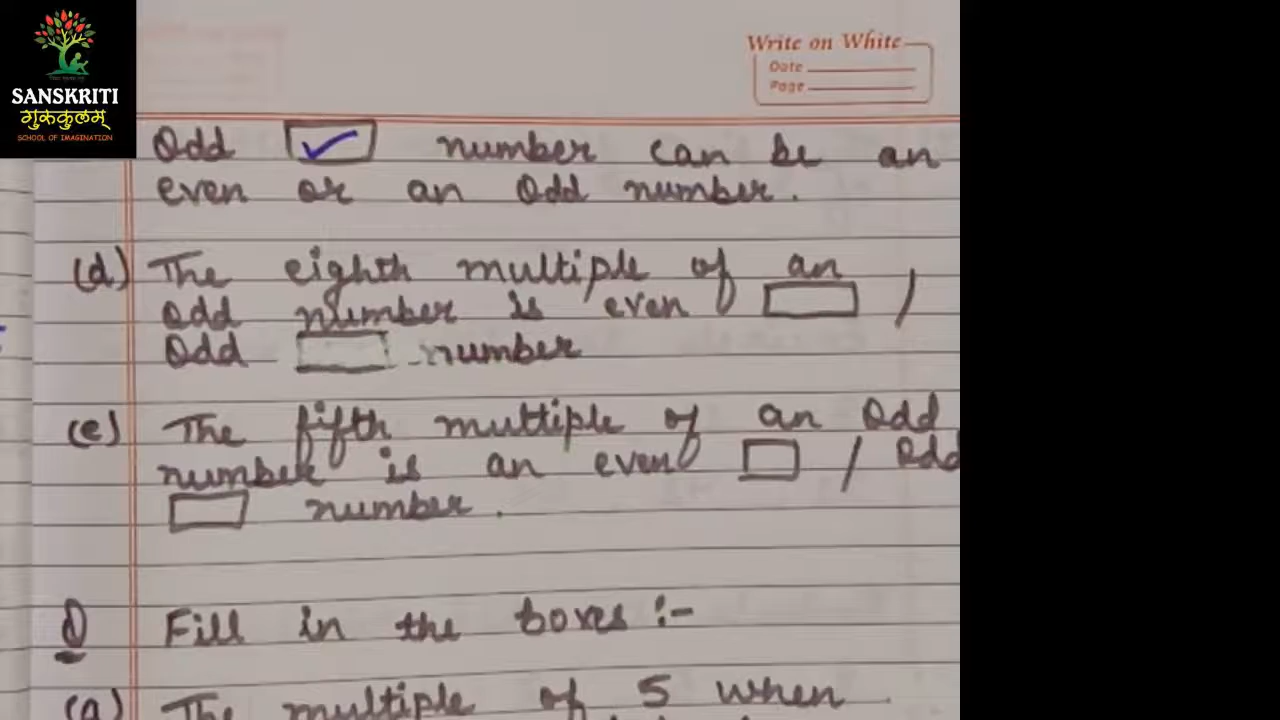 SANSKRITI
गुरुकुलम्
SCHOOL OF IMAGINATION
Write on White
Date
Page
Odd ✓ number can be an
even or an Odd number.
(d) The eighth multiple of an
Odd number is even /
Odd number
(e) The fifth multiple of an Odd
number is an even / Odd
number.
Fill in the boxes :-
(a) The multiple of 5 when